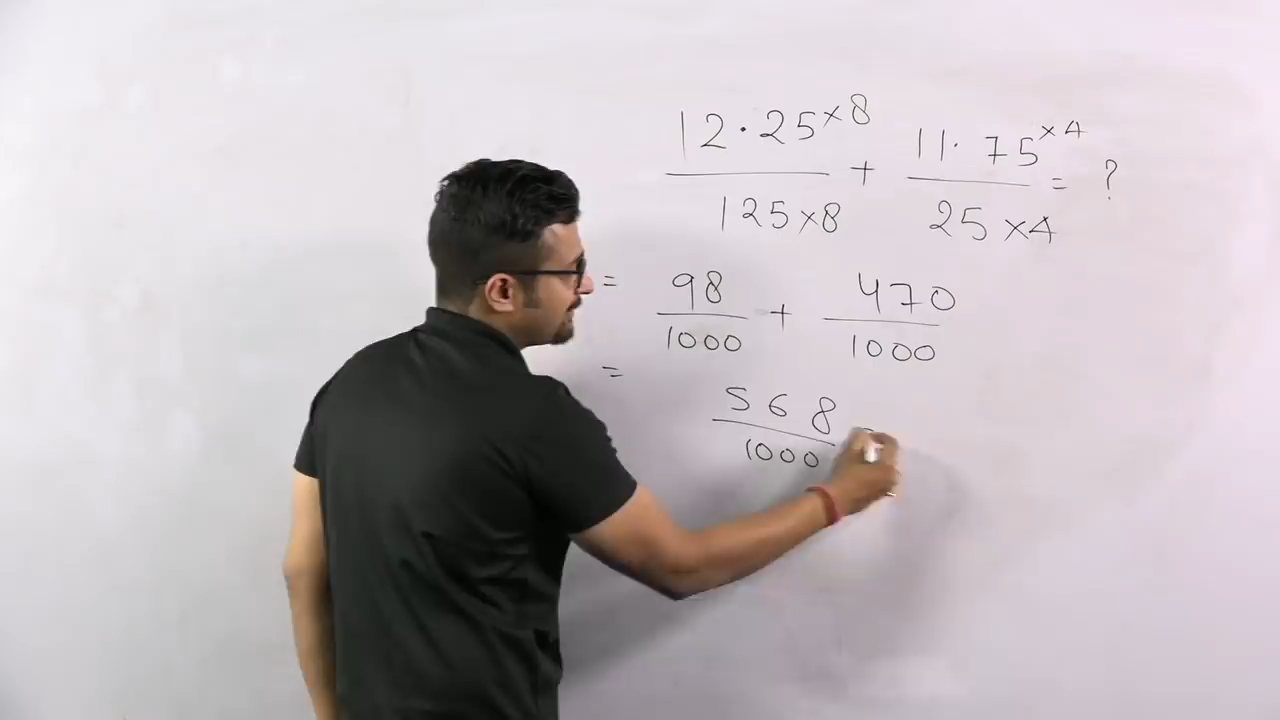 12.25×8 / 125×8 + 11.75×4 / 25×4 = ?
= 98/1000 + 470/1000
= 568/1000